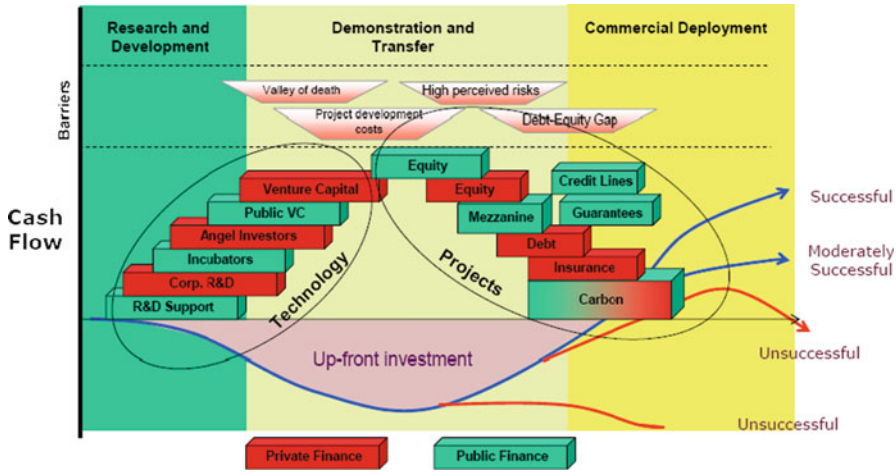 Research and
Development
Demonstration and
Transfer
Commercial Deployment
Barriers
Valley of death
High perceived risks
Project development
costs
Debt-Equity Gap
Cash
Flow
Equity
Venture Capital
Equity
Credit Lines
Public VC
Mezzanine
Guarantees
Angel Investors
Debt
Incubators
Insurance
Corp. R&D
Carbon
R&D Support
Technology
Projects
Successful
Moderately
Successful
Up-front investment
Unsuccessful
Unsuccessful
Private Finance
Public Finance